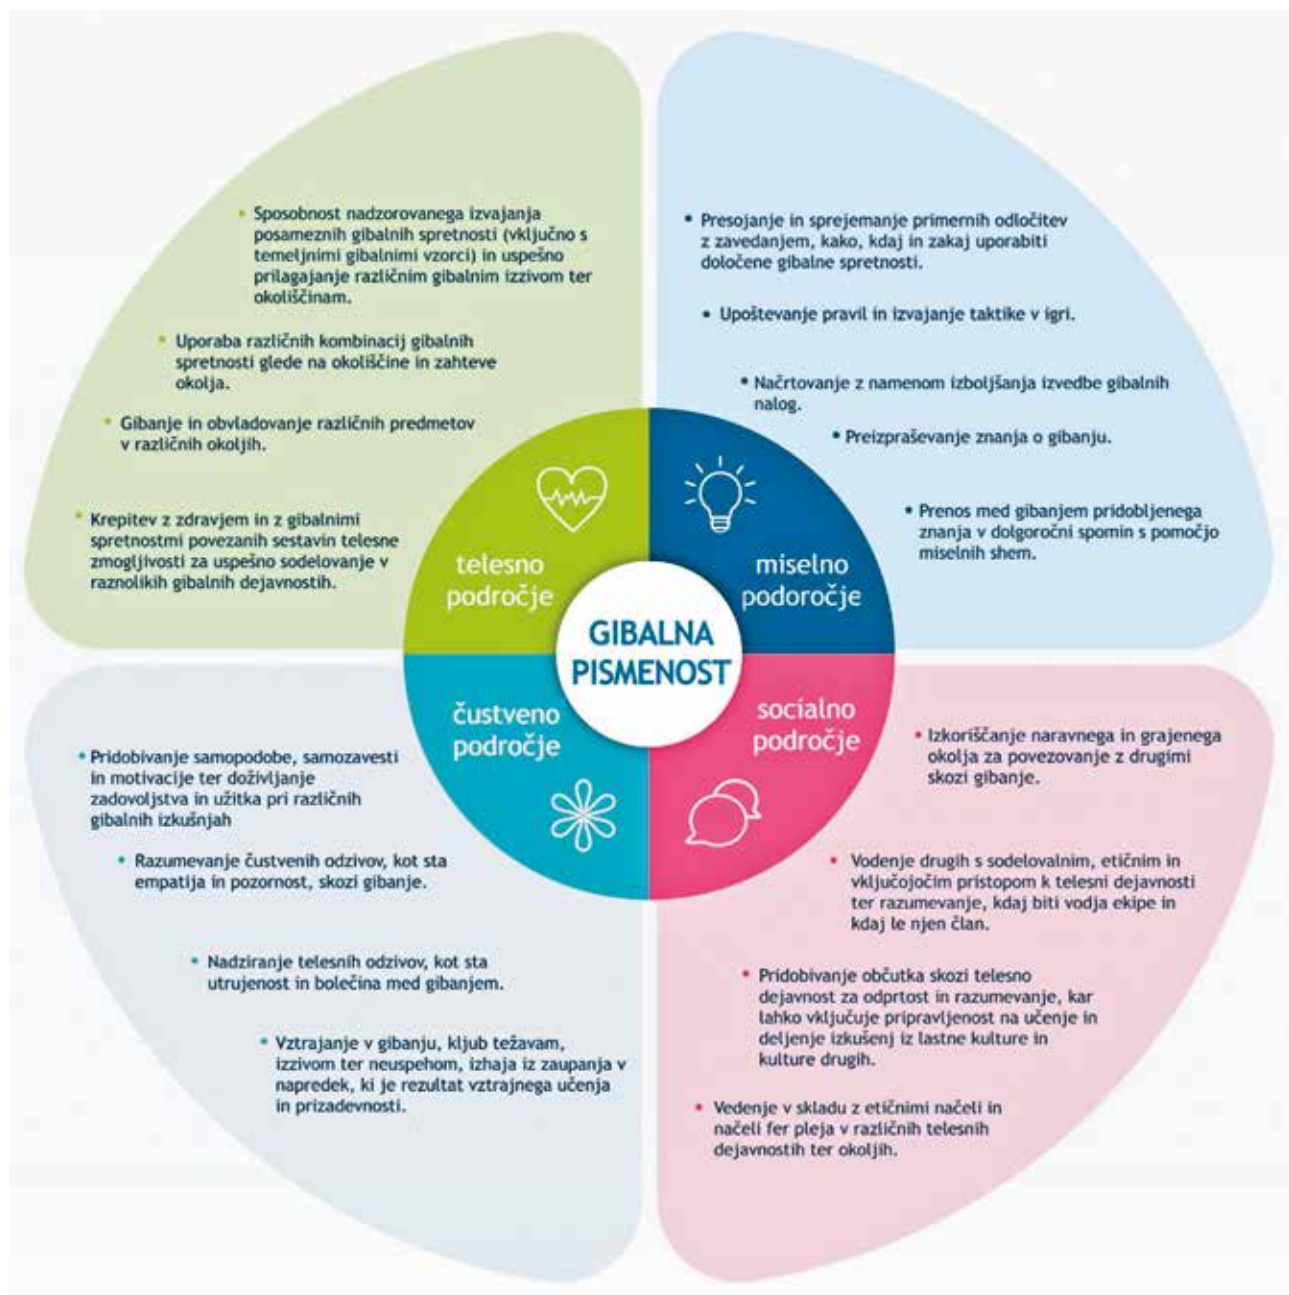 Sposobnost nadzorovanega izvajanja
posameznih gibalnih spretnosti (vključno s
temeljnimi gibalnimi vzorci) in uspešno
prilagajanje različnim gibalnim izzivom ter
okoliščinam.
Uporaba različnih kombinacij gibalnih
spretnosti glede na okoliščine in zahteve
okolja.
Gibanje in obvladovanje različnih predmetov
v različnih okoljih.
Krepitev z zdravjem in z gibalnimi
spretnostmi povezanih sestavin telesne
zmogljivosti za uspešno sodelovanje v
raznolikih gibalnih dejavnostih.
Presojanje in sprejemanje primernih odločitev
z zavedanjem, kako, kdaj in zakaj uporabiti
določene gibalne spretnosti.
Upoštevanje pravil in izvajanje taktike v igri.
Načrtovanje z namenom izboljšanja izvedbe gibalnih
nalog.
Preizpraševanje znanja o gibanju.
Prenos med gibanjem pridobljenega
znanja v dolgoročni spomin s pomočjo
miselnih shem.
telesno
področje
miselno
podoročje
GIBALNA
PISMENOST
čustveno
področje
socialno
področje
Pridobivanje samopodobe, samozavesti
in motivacije ter doživljanje
zadovoljstva in užitka pri različnih
gibalnih izkušnjah
Razumevanje čustvenih odzivov, kot sta
empatija in pozornost, skozi gibanje.
Nadziranje telesnih odzivov, kot sta
utrujenost in bolečina med gibanjem.
Vztrajanje v gibanju, kljub težavam,
izzivom ter neuspehom, izhaja iz zaupanja v
napredek, ki je rezultat vztrajnega učenja
in prizadevnosti.
Izkoriščanje naravnega in grajenega
okolja za povezovanje z drugimi
skozi gibanje.
Vodenje drugih s sodelovalnim, etičnim in
vključojočim pristopom k telesni dejavnosti
ter razumevanje, kdaj biti vodja ekipe in
kdaj le njen član.
Pridobivanje občutka skozi telesno
dejavnost za odprtost in razumevanje, kar
lahko vključuje pripravljenost na učenje in
deljenje izkušenj iz lastne kulture in
kulture drugih.
Vedenje v skladu z etičnimi načeli in
načeli fer pleja v različnih telesnih
dejavnostih ter okoljih.